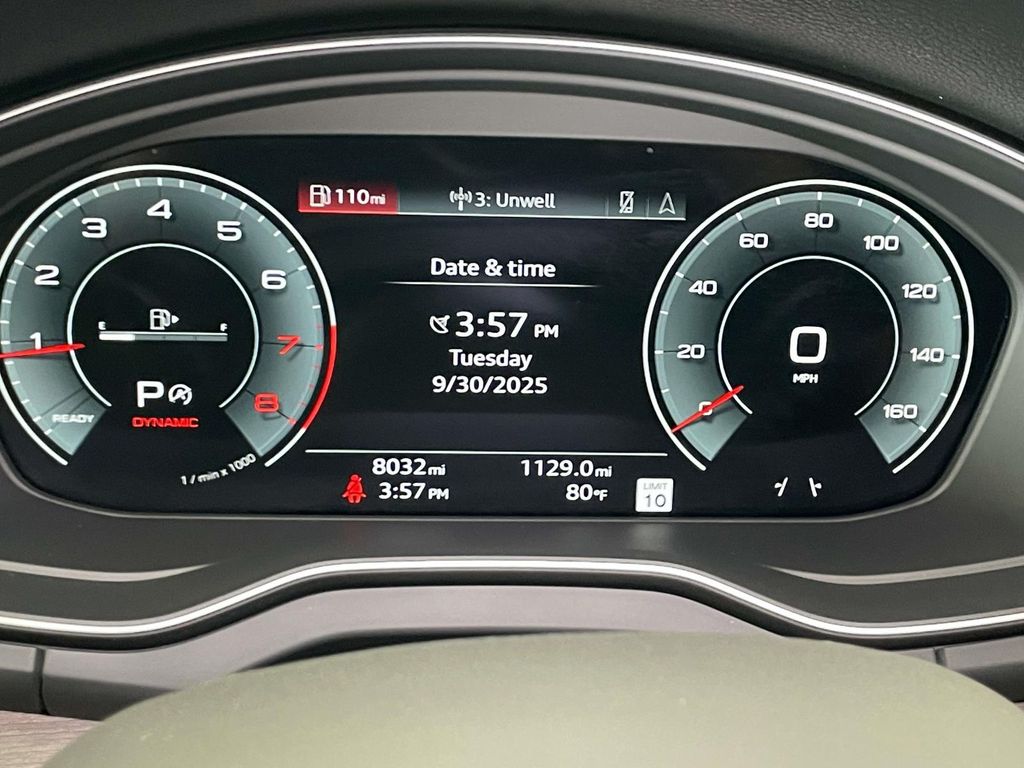 110mi
3: Unwell
Date & time
3:57 PM
Tuesday
9/30/2025
8032mi
1129.0mi
3:57PM
80°F
LIMIT
10
1
2
3
4
5
6
7
8
E
F
P
DYNAMIC
READY
1 / min x 1000
0
20
40
60
80
100
120
140
160
0
MPH